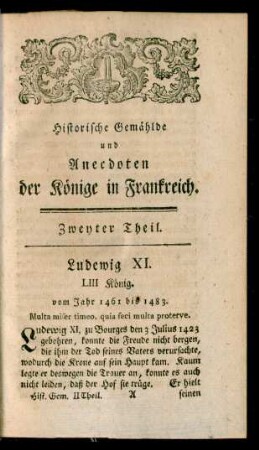 Historische Gemählde
und
Anecdoten
der Könige in Frankreich.
Zweyter Theil.
Ludewig XI.
LIII König.
vom Jahr 1461 bis 1483.
Multa miser timeo, quia feci multa proterve.
Ludewig XI, zu Bourges den 3 Julius 1423
gebohren, konnte die Freude nicht bergen,
die ihm der Tod seines Vaters verursachte,
wodurch die Krone auf sein Haupt kam. Kaum
legte er deswegen die Trauer an, konnte es auch
nicht leiden, daß der Hof sie trüge. Er hielt
Hist. Gem. II Theil. A seinen